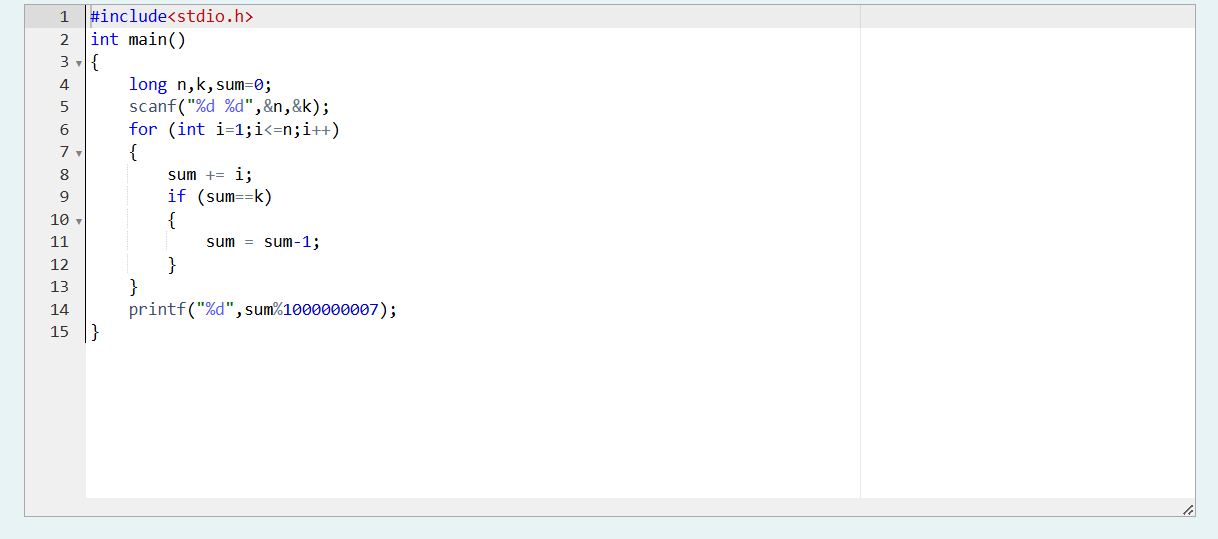 1 #include<stdio.h>
2 int main()
3 {
4     long n,k,sum=0;
5     scanf("%d %d",&n,&k);
6     for (int i=1;i<=n;i++)
7     {
8         sum += i;
9         if (sum==k)
10         {
11             sum = sum-1;
12         }
13     }
14     printf("%d",sum%1000000007);
15 }